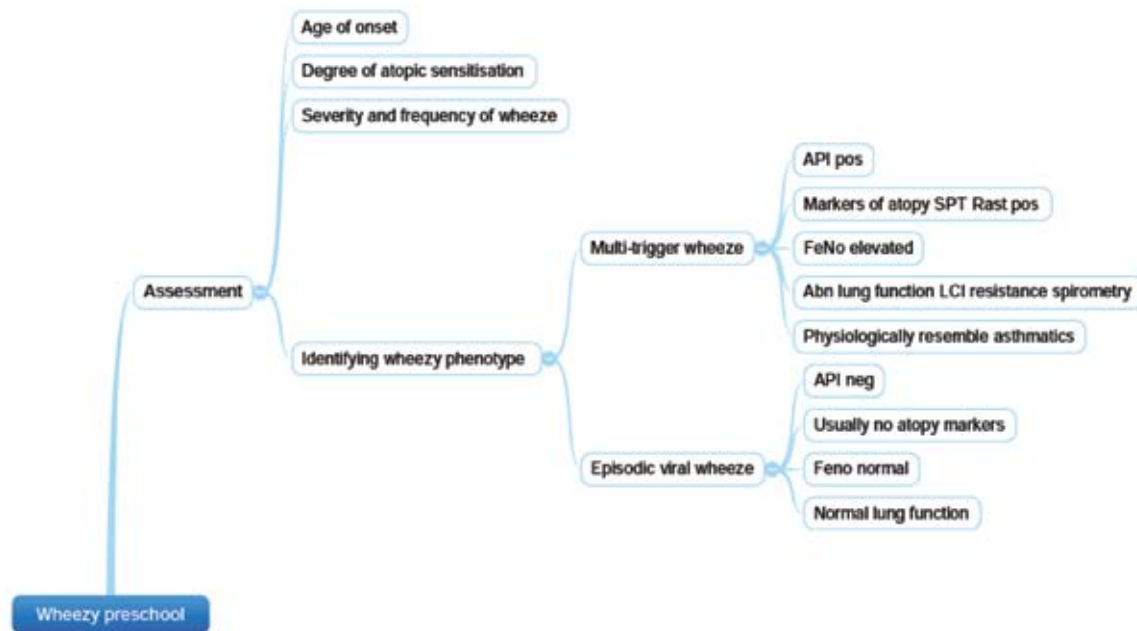 Age of onset
Degree of atopic sensitisation
Severity and frequency of wheeze
API pos
Markers of atopy SPT Rast pos
Multi-trigger wheeze
FeNo elevated
Assessment
Abn lung function LCI resistance spirometry
Physiologically resemble asthmatics
Identifying wheezy phenotype
API neg
Usually no atopy markers
Episodic viral wheeze
Feno normal
Normal lung function
Wheezy preschool